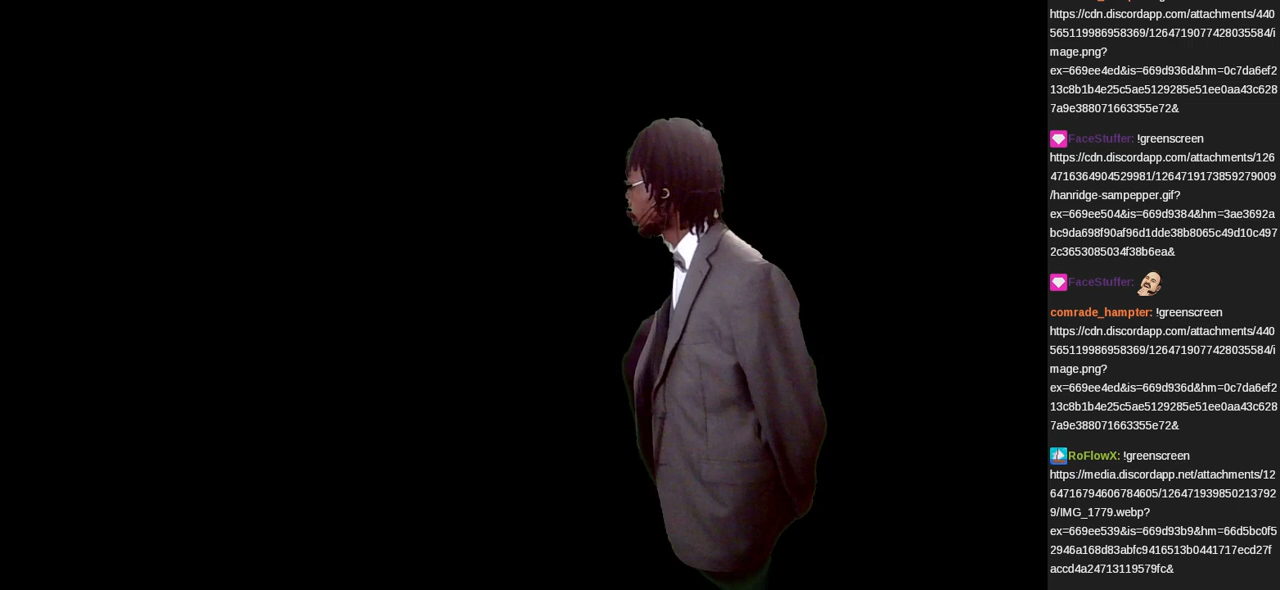 https://cdn.discordapp.com/attachments/440
565119986958369/1264719077428035584/i
mage.png?
ex=669ee4ed&is=669d936d&hm=0c7da6ef2
13c8b1b4e25c5ae5129285e51ee0aa43c628
7a9e388071663355e72&
FaceStuffer: !greenscreen
https://cdn.discordapp.com/attachments/126
4716364904529981/1264719173859279009
/hanridge-sampepper.gif?
ex=669ee504&is=669d9384&hm=3ae3692a
bc9da698f90af96d1dde38b8065c49d10c497
2c3653085034f38b6ea&
FaceStuffer:
comrade_hampter: !greenscreen
https://cdn.discordapp.com/attachments/440
565119986958369/1264719077428035584/i
mage.png?
ex=669ee4ed&is=669d936d&hm=0c7da6ef2
13c8b1b4e25c5ae5129285e51ee0aa43c628
7a9e388071663355e72&
RoFlowX: !greenscreen
https://media.discordapp.net/attachments/12
64716794606784605/126471939850213792
9/IMG_1779.webp?
ex=669ee539&is=669d93b9&hm=66d5bc0f5
2946a168d83abfc9416513b0441717ecd27f
accd4a24713119579fc&